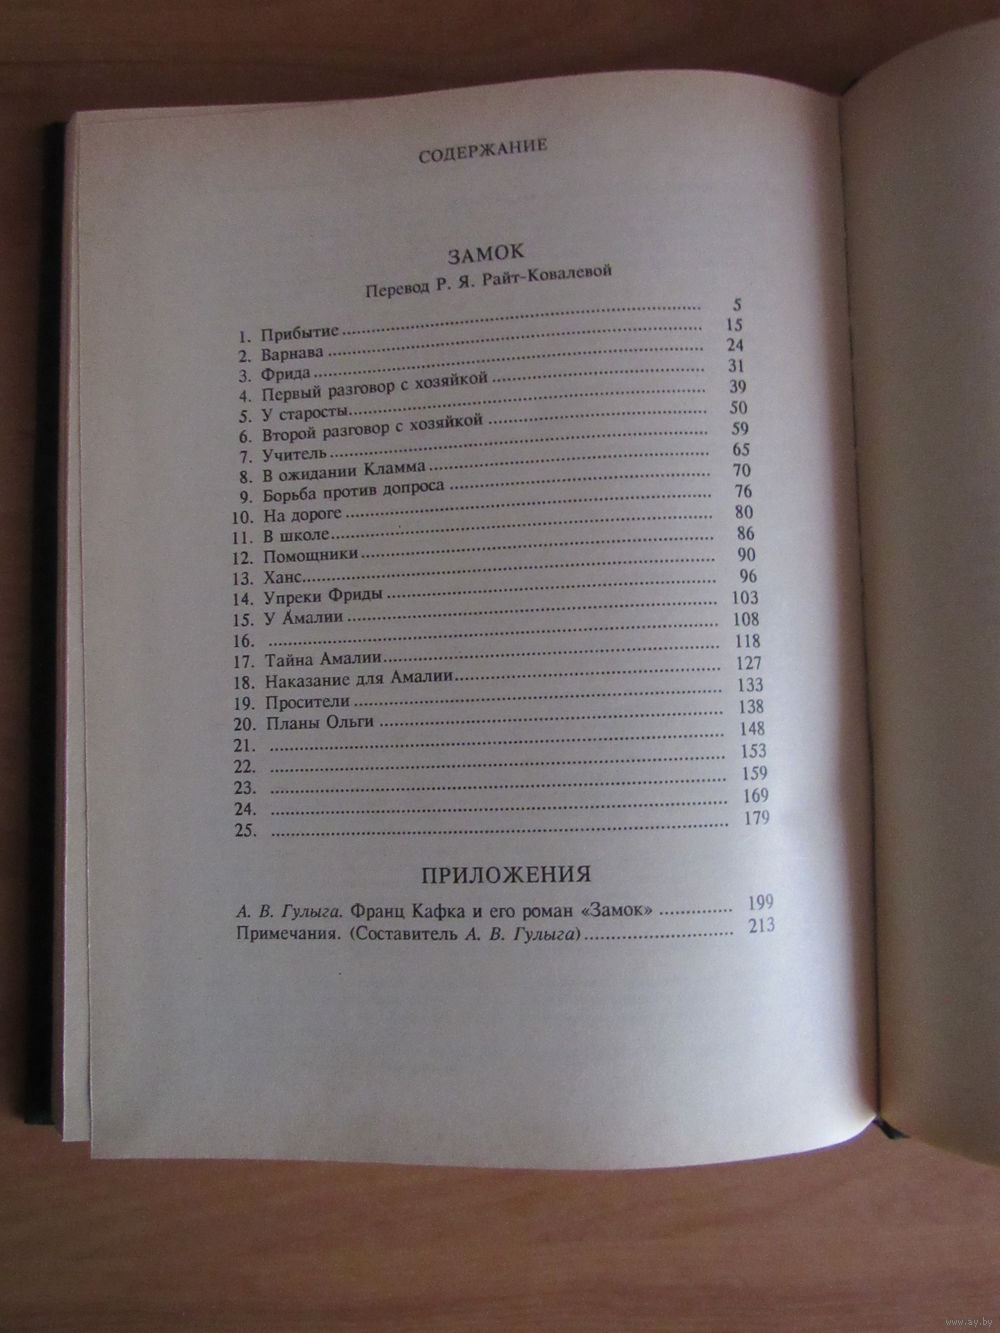 СОДЕРЖАНИЕ
ЗАМОК
Перевод Р. Я. Райт-Ковалевой
1. Прибытие ........ 5
2. Варнава ........ 15
3. Фрида ........ 24
4. Первый разговор с хозяйкой ........ 31
5. У старосты ........ 39
6. Второй разговор с хозяйкой ........ 50
7. Учитель ........ 59
8. В ожидании Кламма ........ 65
9. Борьба против допроса ........ 70
10. На дороге ........ 76
11. В школе ........ 80
12. Помощники ........ 86
13. Ханс ........ 90
14. Упреки Фриды ........ 96
15. У Амалии ........ 103
16. ........ 108
17. Тайна Амалии ........ 118
18. Наказание для Амалии ........ 127
19. Просители ........ 133
20. Планы Ольги ........ 138
21. ........ 148
22. ........ 153
23. ........ 159
24. ........ 169
25. ........ 179
ПРИЛОЖЕНИЯ
А. В. Гулыга. Франц Кафка и его роман «Замок» ........ 199
Примечания. (Составитель А. В. Гулыга) ........ 213
www.ay.by